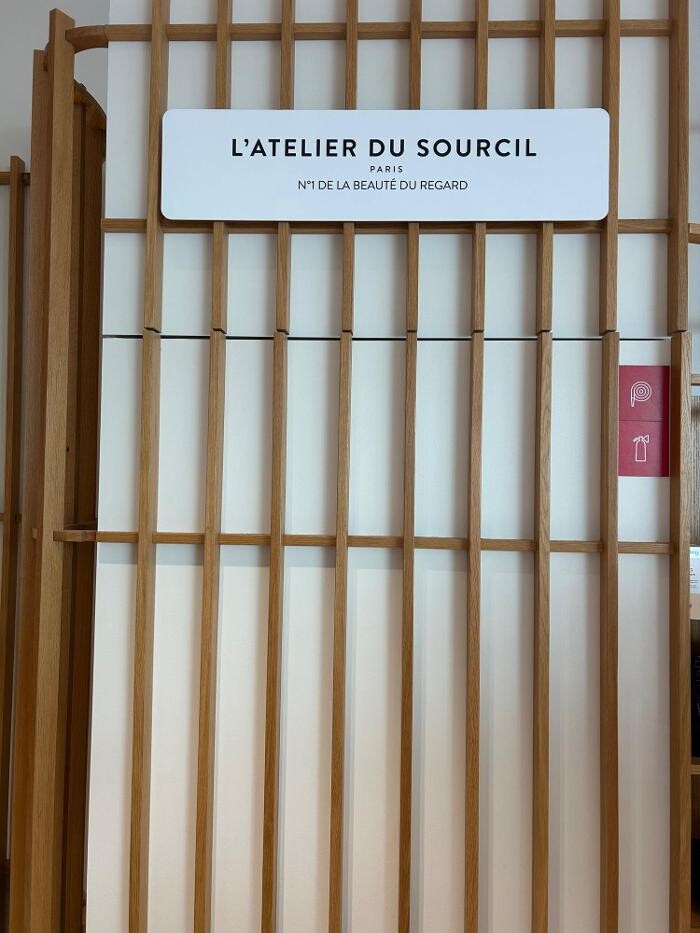 L'ATELIER DU SOURCIL
PARIS
N°1 DE LA BEAUTÉ DU REGARD